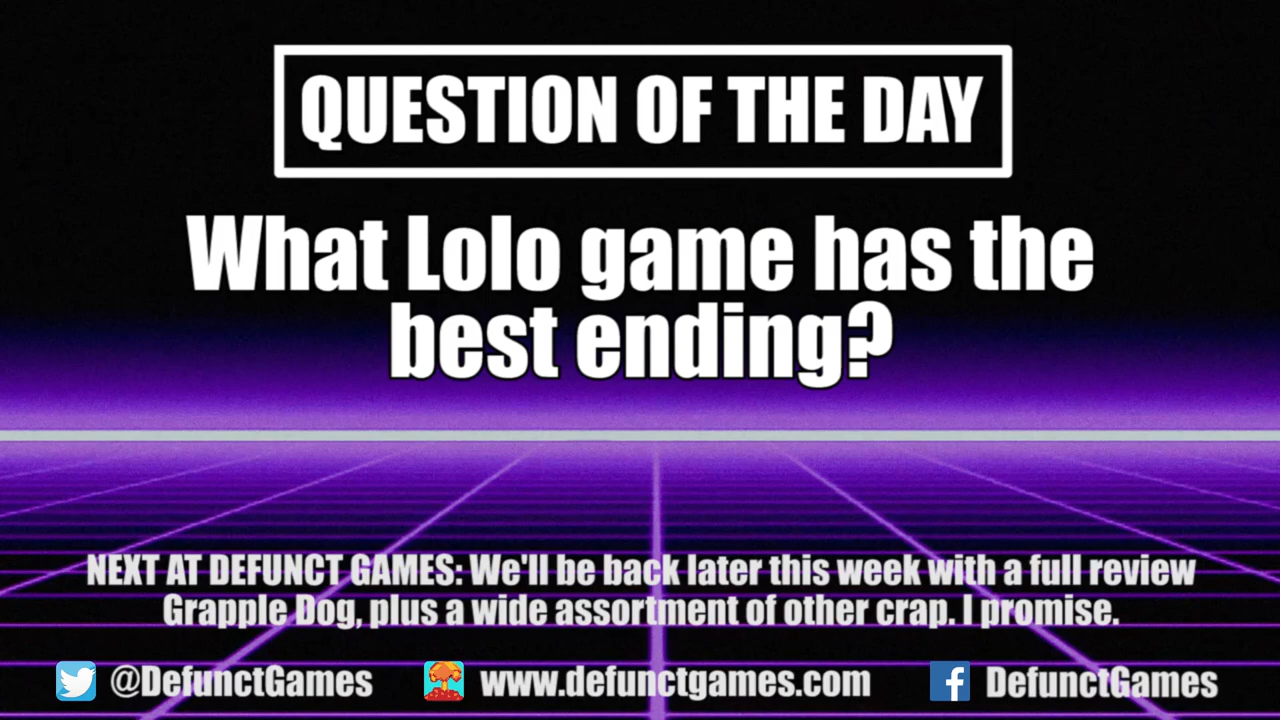 QUESTION OF THE DAY
What Lolo game has the
best ending?
NEXT AT DEFUNCT GAMES: We'll be back later this week with a full review
Grapple Dog, plus a wide assortment of other crap. I promise.
@DefunctGames
www.defunctgames.com
DefunctGames